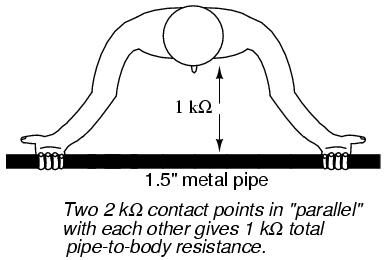 1 kΩ
1.5" metal pipe
Two 2 kΩ contact points in "parallel"
with each other gives 1 kΩ total
pipe-to-body resistance.